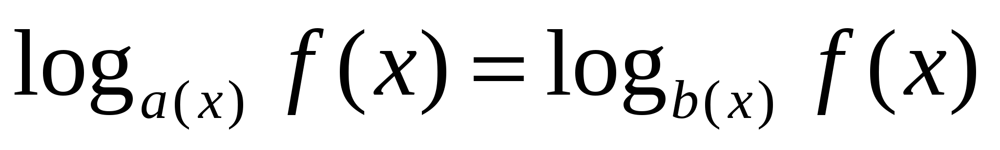 log_{a(x)} f(x) = log_{b(x)} f(x)